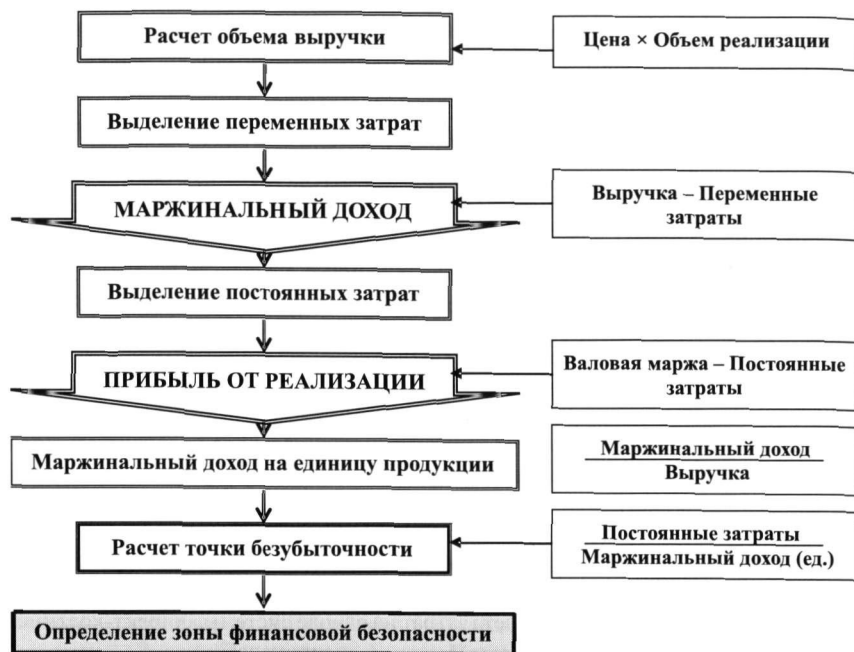 Расчет объема выручки
Цена × Объем реализации
Выделение переменных затрат
МАРЖИНАЛЬНЫЙ ДОХОД
Выручка – Переменные
затраты
Выделение постоянных затрат
ПРИБЫЛЬ ОТ РЕАЛИЗАЦИИ
Валовая маржа – Постоянные
затраты
Маржинальный доход на единицу продукции
Маржинальный доход
Выручка
Расчет точки безубыточности
Постоянные затраты
Маржинальный доход (ед.)
Определение зоны финансовой безопасности